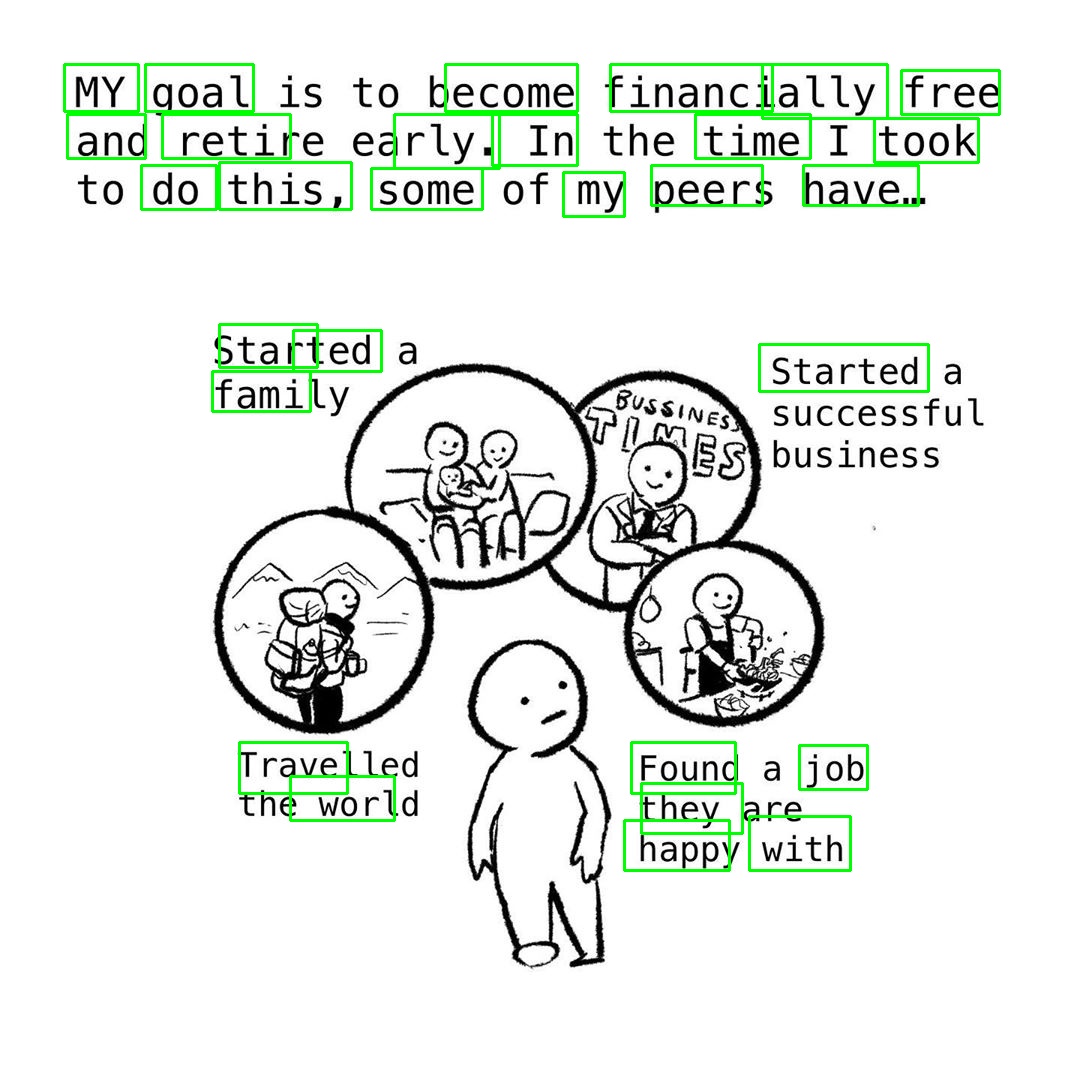 MY goal is to become financially free
and retire early. In the time I took
to do this, some of my peers have…
Started a
family
Started a
successful
business
BUSSINESS
TIMES
Travelled
the world
Found a job
they are
happy with